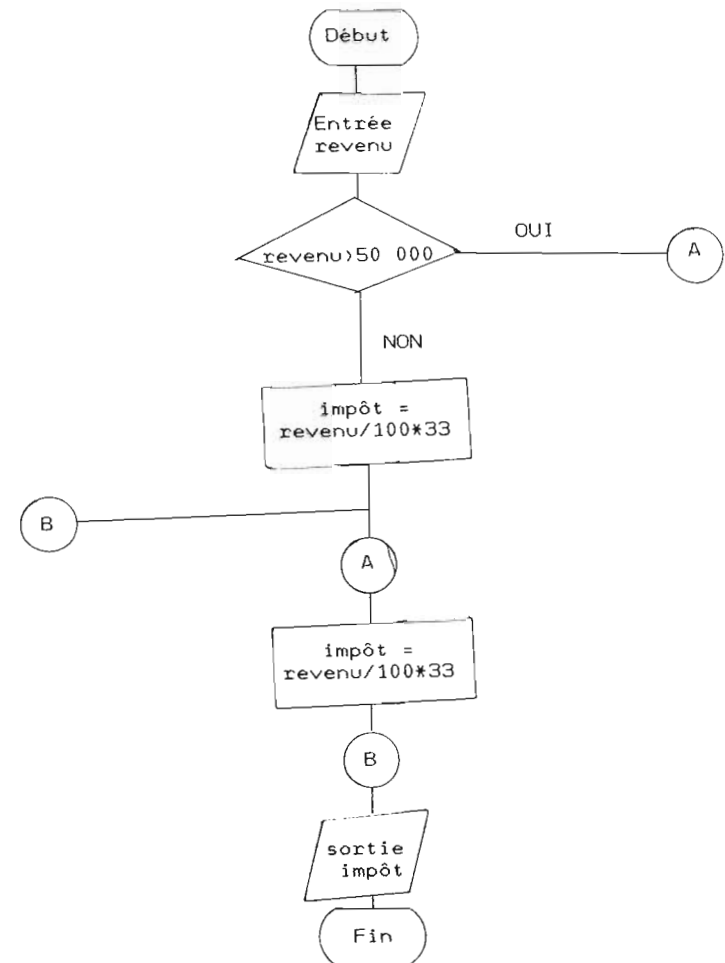 Début
Entrée
revenu
revenu>50 000
OUI
A
NON
impôt =
revenu/100*33
B
A
impôt =
revenu/100*33
B
sortie
impôt
Fin